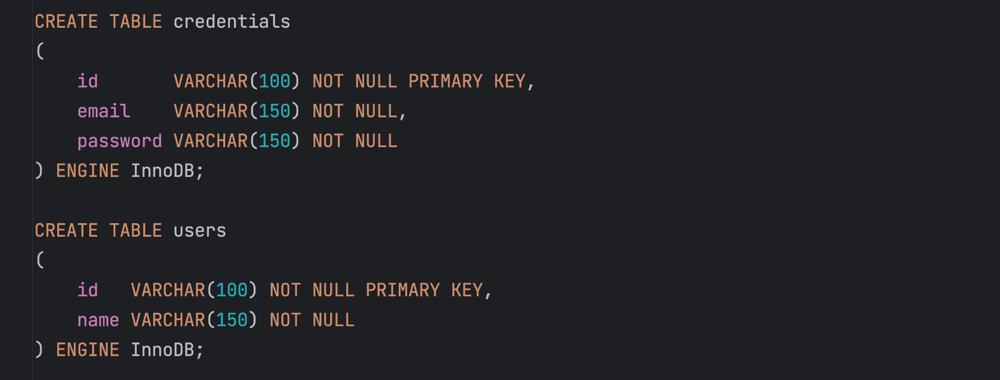 CREATE TABLE credentials
(
    id       VARCHAR(100) NOT NULL PRIMARY KEY,
    email    VARCHAR(150) NOT NULL,
    password VARCHAR(150) NOT NULL
) ENGINE InnoDB;

CREATE TABLE users
(
    id   VARCHAR(100) NOT NULL PRIMARY KEY,
    name VARCHAR(150) NOT NULL
) ENGINE InnoDB;